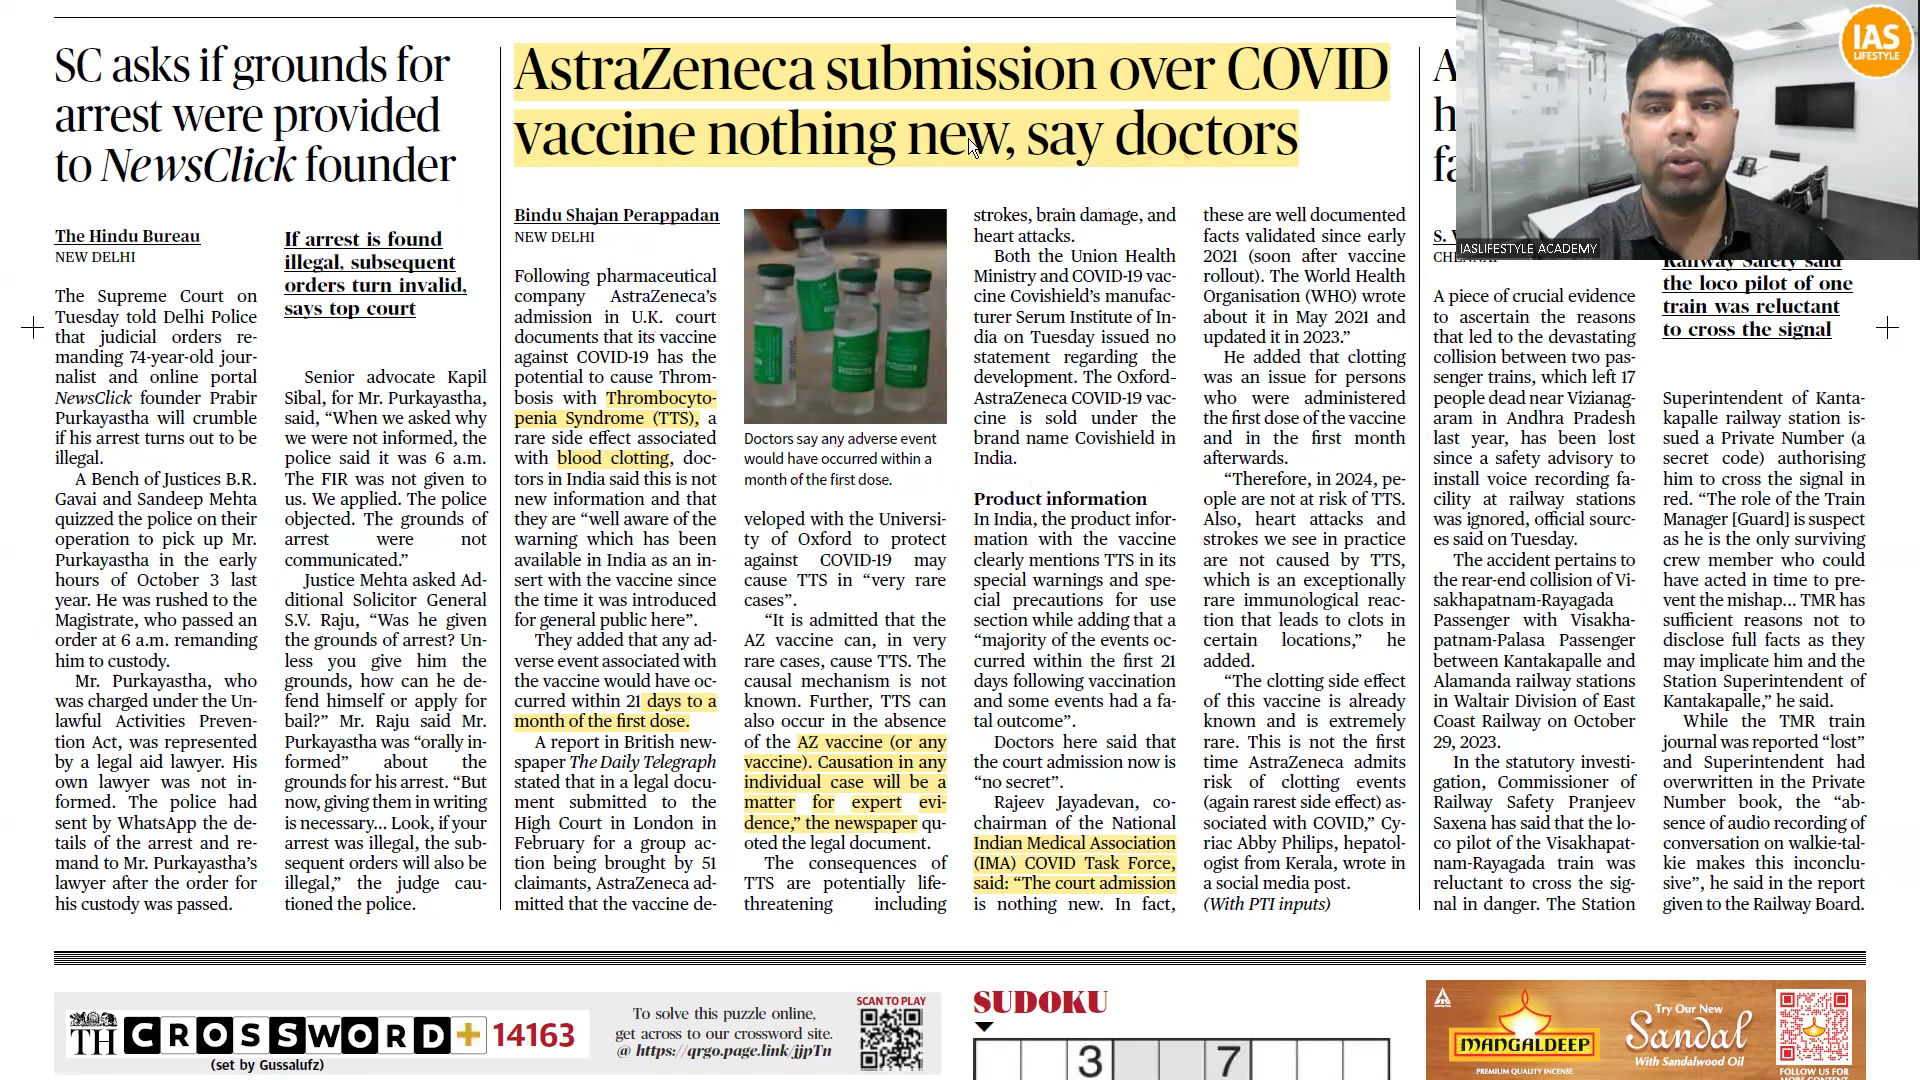 SC asks if grounds for
arrest were provided
to NewsClick founder
The Hindu Bureau
NEW DELHI
The Supreme Court on
Tuesday told Delhi Police
that judicial orders re-
manding 74-year-old jour-
nalist and online portal
NewsClick founder Prabir
Purkayastha will crumble
if his arrest turns out to be
illegal.
A Bench of Justices B.R.
Gavai and Sandeep Mehta
quizzed the police on their
operation to pick up Mr.
Purkayastha in the early
hours of October 3 last
year. He was rushed to the
Magistrate, who passed an
order at 6 a.m. remanding
him to custody.
Mr. Purkayastha, who
was charged under the Un-
lawful Activities Preven-
tion Act, was represented
by a legal aid lawyer. His
own lawyer was not in-
formed. The police had
sent by WhatsApp the de-
tails of the arrest and re-
mand to Mr. Purkayastha's
lawyer after the order for
his custody was passed.
If arrest is found
illegal, subsequent
orders turn invalid,
says top court
Senior advocate Kapil
Sibal, for Mr. Purkayastha,
said, “When we asked why
we were not informed, the
police said it was 6 a.m.
The FIR was not given to
us. We applied. The police
objected. The grounds of
arrest were not
communicated.”
Justice Mehta asked Ad-
ditional Solicitor General
S.V. Raju, “Was he given
the grounds of arrest? Un-
less you give him the
grounds, how can he de-
fend himself or apply for
bail?” Mr. Raju said Mr.
Purkayastha was “orally in-
formed” about the
grounds for his arrest. “But
now, giving them in writing
is necessary... Look, if your
arrest was illegal, the sub-
sequent orders will also be
illegal,” the judge cau-
tioned the police.
AstraZeneca submission over COVID
vaccine nothing new, say doctors
Bindu Shajan Perappadan
NEW DELHI
Following pharmaceutical
company AstraZeneca's
admission in U.K. court
documents that its vaccine
against COVID-19 has the
potential to cause Throm-
bosis with Thrombocyto-
penia Syndrome (TTS), a
rare side effect associated
with blood clotting, doc-
tors in India said this is not
new information and that
they are “well aware of the
warning which has been
available in India as an in-
sert with the vaccine since
the time it was introduced
for general public here”.
They added that any ad-
verse event associated with
the vaccine would have oc-
curred within 21 days to a
month of the first dose.
A report in British new-
spaper The Daily Telegraph
stated that in a legal docu-
ment submitted to the
High Court in London in
February for a group ac-
tion being brought by 51
claimants, AstraZeneca ad-
mitted that the vaccine de-
Doctors say any adverse event
would have occurred within a
month of the first dose.
veloped with the Universi-
ty of Oxford to protect
against COVID-19 may
cause TTS in “very rare
cases”.
“It is admitted that the
AZ vaccine can, in very
rare cases, cause TTS. The
causal mechanism is not
known. Further, TTS can
also occur in the absence
of the AZ vaccine (or any
vaccine). Causation in any
individual case will be a
matter for expert evi-
dence,” the newspaper qu-
oted the legal document.
The consequences of
TTS are potentially life-
threatening including
strokes, brain damage, and
heart attacks.
Both the Union Health
Ministry and COVID-19 vac-
cine Covishield's manufac-
turer Serum Institute of In-
dia on Tuesday issued no
statement regarding the
development. The Oxford-
AstraZeneca COVID-19 vac-
cine is sold under the
brand name Covishield in
India.
Product information
In India, the product infor-
mation with the vaccine
clearly mentions TTS in its
special warnings and spe-
cial precautions for use
section while adding that a
“majority of the events oc-
curred within the first 21
days following vaccination
and some events had a fa-
tal outcome”.
Doctors here said that
the court admission now is
“no secret”.
Rajeev Jayadevan, co-
chairman of the National
Indian Medical Association
(IMA) COVID Task Force,
said: “The court admission
is nothing new. In fact,
these are well documented
facts validated since early
2021 (soon after vaccine
rollout). The World Health
Organisation (WHO) wrote
about it in May 2021 and
updated it in 2023.”
He added that clotting
was an issue for persons
who were administered
the first dose of the vaccine
and in the first month
afterwards.
“Therefore, in 2024, pe-
ople are not at risk of TTS.
Also, heart attacks and
strokes we see in practice
are not caused by TTS,
which is an exceptionally
rare immunological reac-
tion that leads to clots in
certain locations,” he
added.
“The clotting side effect
of this vaccine is already
known and is extremely
rare. This is not the first
time AstraZeneca admits
risk of clotting events
(again rarest side effect) as-
sociated with COVID,” Cy-
riac Abby Philips, hepatol-
ogist from Kerala, wrote in
a social media post.
(With PTI inputs)
IAS
LIFESTYLE
IASLIFESTYLE ACADEMY
A piece of crucial evidence
to ascertain the reasons
that led to the devastating
collision between two pas-
senger trains, which left 17
people dead near Vizianag-
aram in Andhra Pradesh
last year, has been lost
since a safety advisory to
install voice recording fa-
cility at railway stations
was ignored, official sourc-
es said on Tuesday.
The accident pertains to
the rear-end collision of Vi-
sakhapatnam-Rayagada
Passenger with Visakha-
patnam-Palasa Passenger
between Kantakapalle and
Alamanda railway stations
in Waltair Division of East
Coast Railway on October
29, 2023.
In the statutory investi-
gation, Commissioner of
Railway Safety Pranjeev
Saxena has said that the lo-
co pilot of the Visakhapat-
nam-Rayagada train was
reluctant to cross the sig-
nal in danger. The Station
Railway Safety said
the loco pilot of one
train was reluctant
to cross the signal
Superintendent of Kanta-
kapalle railway station is-
sued a Private Number (a
secret code) authorising
him to cross the signal in
red. “The role of the Train
Manager [Guard] is suspect
as he is the only surviving
crew member who could
have acted in time to pre-
vent the mishap... TMR has
sufficient reasons not to
disclose full facts as they
may implicate him and the
Station Superintendent of
Kantakapalle,” he said.
While the TMR train
journal was reported “lost”
and Superintendent had
overwritten in the Private
Number book, the “ab-
sence of audio recording of
conversation on walkie-tal-
kie makes this inconclu-
sive”, he said in the report
given to the Railway Board.
TH CROSSWORD+ 14163
(set by Gussalufz)
To solve this puzzle online,
get across to our crossword site.
@ https://qrgo.page.link/jjpTn
SCAN TO PLAY
SUDOKU
3 7
MANGALDEEP
PREMIUM QUALITY INCENSE
Try Our New
Sandal
With Sandalwood Oil
FOLLOW US FOR